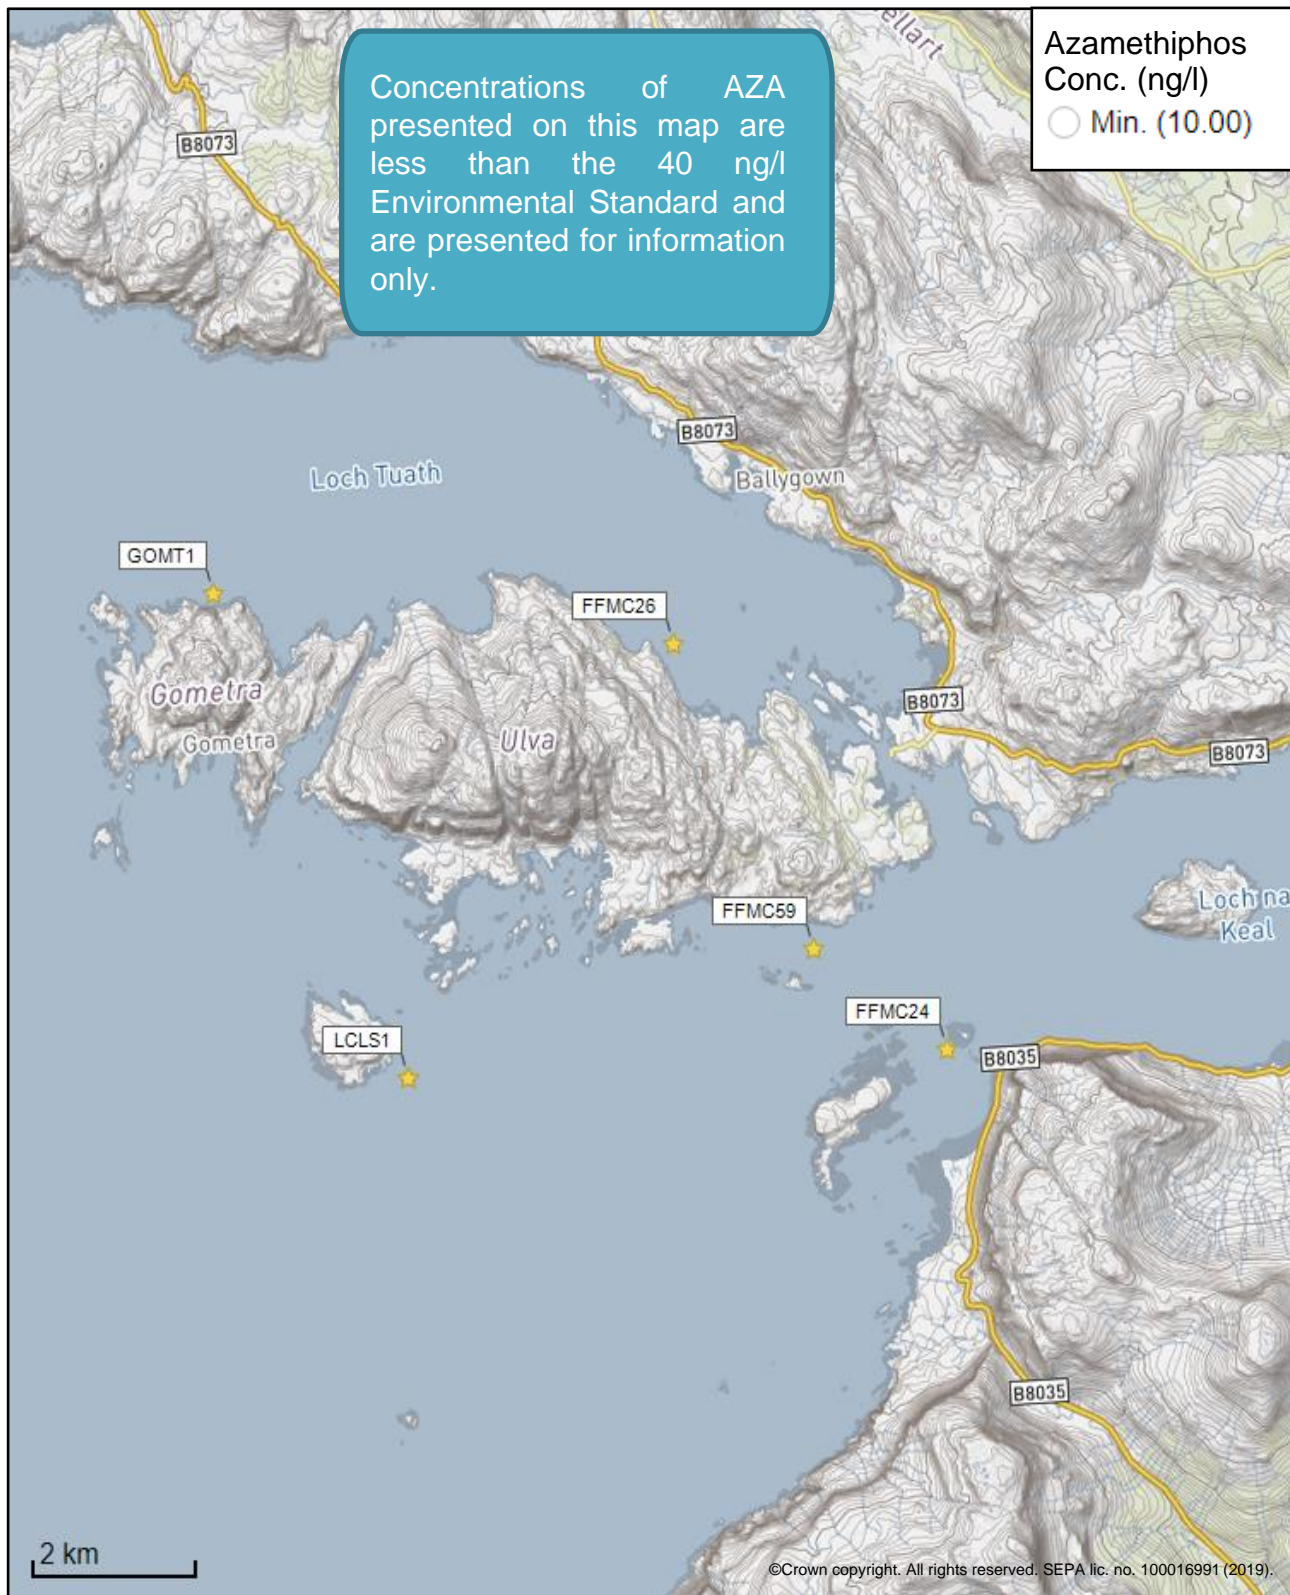 ellart
Azamethiphos
Conc. (ng/l)
Min. (10.00)
Concentrations of AZA
presented on this map are
less than the 40 ng/l
Environmental Standard and
are presented for information
only.
B8073
B8073
Loch Tuath
Ballygown
GOMT1
FFMC26
Gometra
B8073
Ulva
Gometra
B8073
Loch na
Keal
FFMC59
FFMC24
LCLS1
B8035
B8035
2 km
©Crown copyright. All rights reserved. SEPA lic. no. 100016991 (2019).